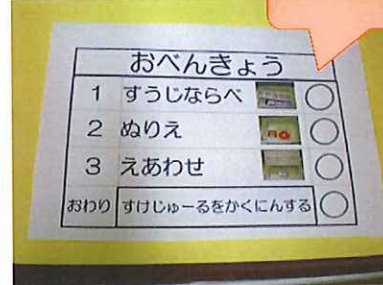 おべんきょう
1 すうじならべ
2 ぬりえ
3 えあわせ
おわり すけじゅーるをかくにんする